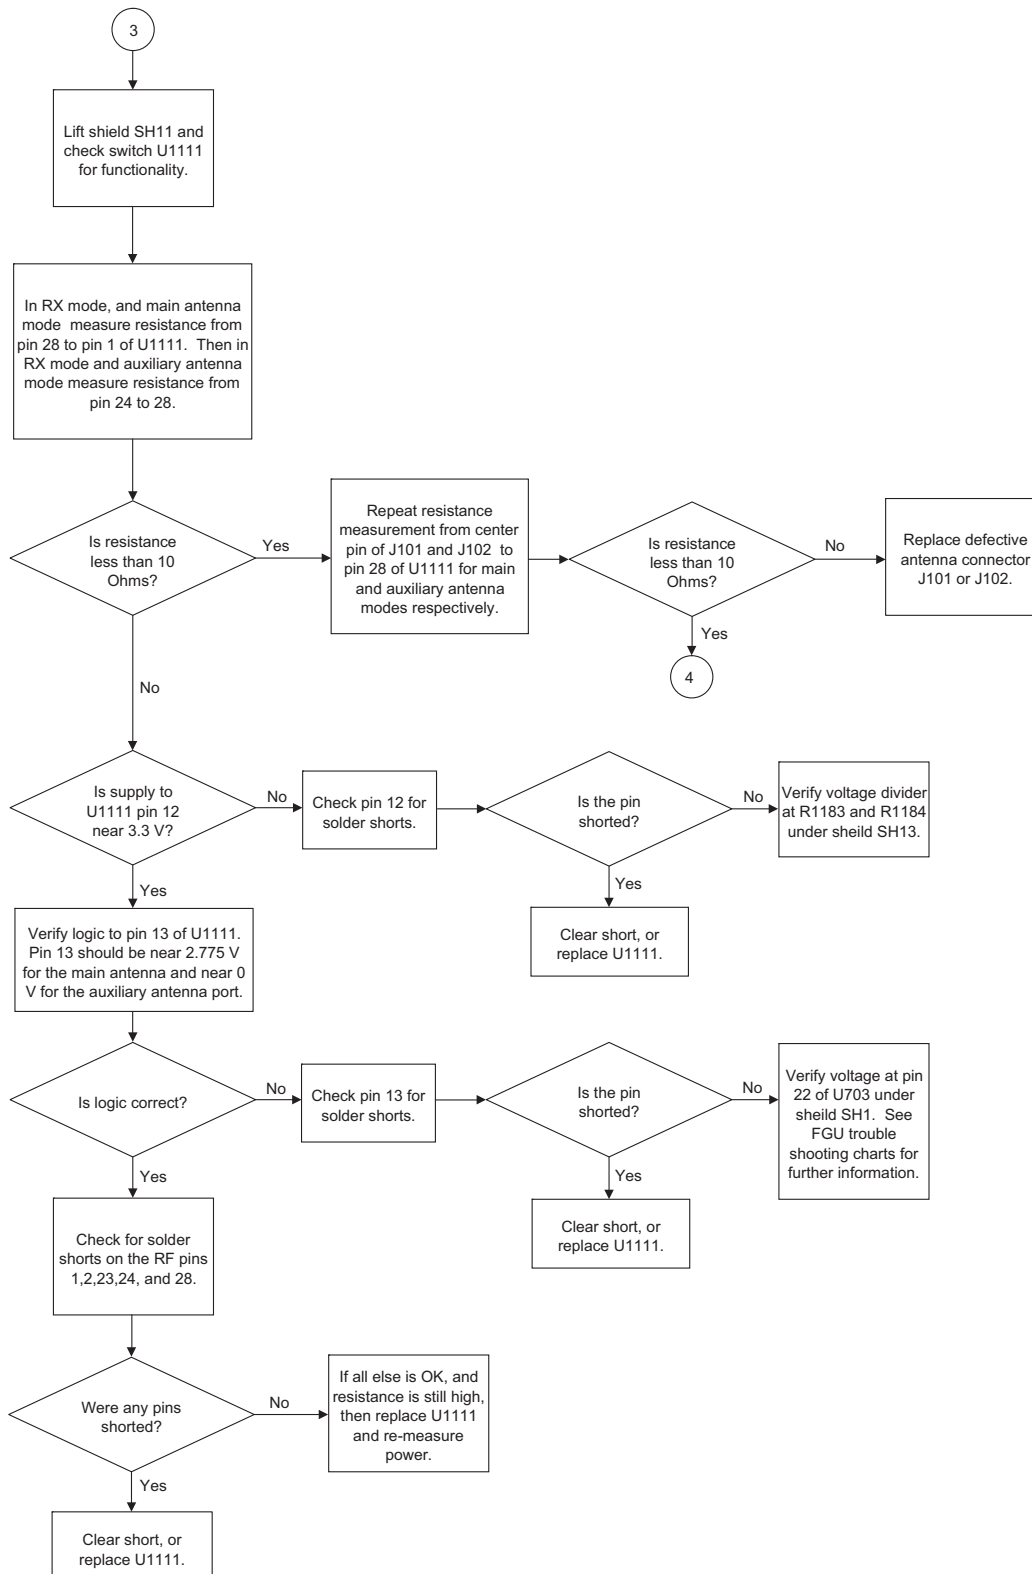 3
Lift shield SH11 and
check switch U1111
for functionality.
In RX mode, and main antenna
mode  measure resistance from
pin 28 to pin 1 of U1111.  Then in
RX mode and auxiliary antenna
mode measure resistance from
pin 24 to 28.
Is resistance
less than 10
Ohms?
Yes
Repeat resistance
measurement from center
pin of J101 and J102  to
pin 28 of U1111 for main
and auxiliary antenna
modes respectively.
Is resistance
less than 10
Ohms?
No
Replace defective
antenna connector
J101 or J102.
Yes
4
No
Is supply to
U1111 pin 12
near 3.3 V?
No
Check pin 12 for
solder shorts.
Is the pin
shorted?
No
Verify voltage divider
at R1183 and R1184
under sheild SH13.
Yes
Clear short, or
replace U1111.
Yes
Verify logic to pin 13 of U1111.
Pin 13 should be near 2.775 V
for the main antenna and near 0
V for the auxiliary antenna port.
Is logic correct?
No
Check pin 13 for
solder shorts.
Is the pin
shorted?
No
Verify voltage at pin
22 of U703 under
sheild SH1.  See
FGU trouble
shooting charts for
further information.
Yes
Clear short, or
replace U1111.
Yes
Check for solder
shorts on the RF pins
1,2,23,24, and 28.
Were any pins
shorted?
No
If all else is OK, and
resistance is still high,
then replace U1111
and re-measure
power.
Yes
Clear short, or
replace U1111.